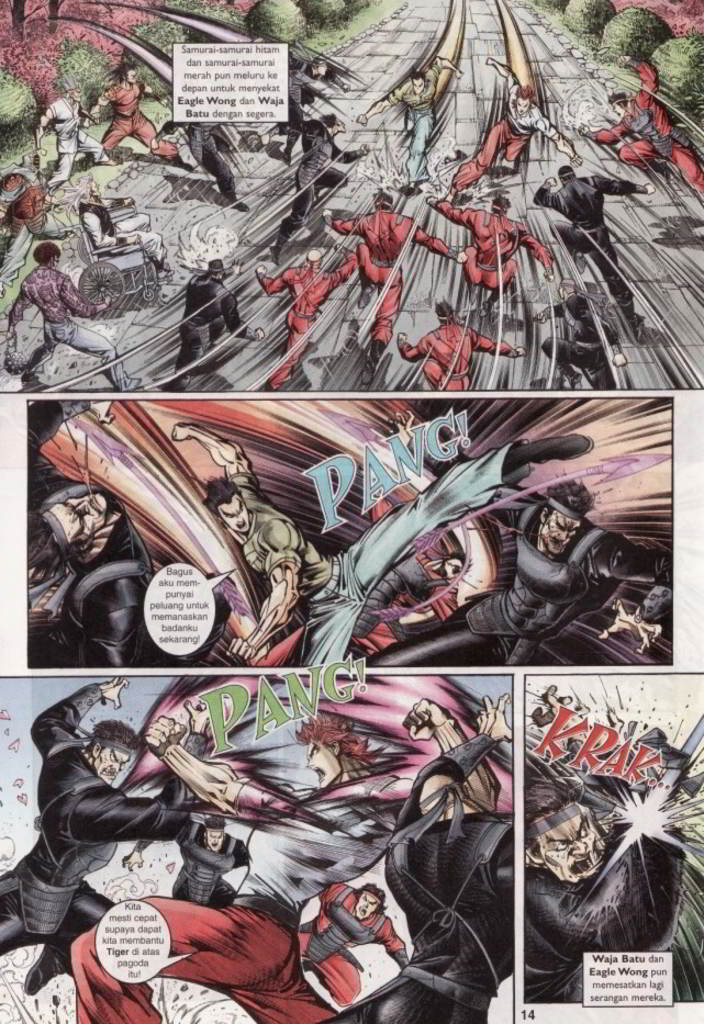 Samurai-samurai hitam
dan samurai-samurai
merah pun meluru ke
depan untuk menyekat
Eagle Wong dan Waja
Batu dengan segera.
PANG!
Bagus
aku mem-
punyai
peluang untuk
memanaskan
badanku
sekarang!
PANG!
KRAK...
Kita
mesti cepat
supaya dapat
kita membantu
Tiger di atas
pagoda
itu!
Waja Batu dan
Eagle Wong pun
memesatkan lagi
serangan mereka.
14